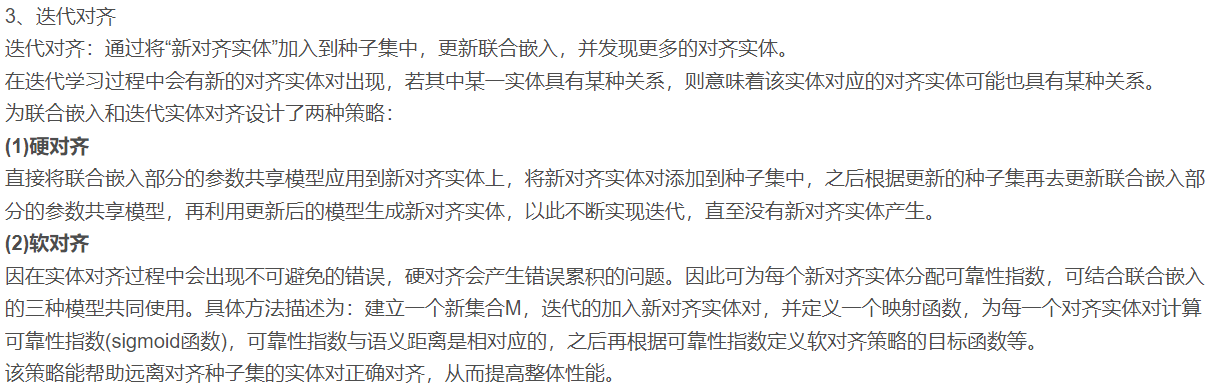 3、迭代对齐
迭代对齐：通过将“新对齐实体”加入到种子集中，更新联合嵌入，并发现更多的对齐实体。
在迭代学习过程中会有新的对齐实体对出现，若其中某一实体具有某种关系，则意味着该实体对应的对齐实体可能也具有某种关系。
为联合嵌入和迭代实体对齐设计了两种策略：
(1)硬对齐
直接将联合嵌入部分的参数共享模型应用到新对齐实体上，将新对齐实体对添加到种子集中，之后根据更新的种子集再去更新联合嵌入部
分的参数共享模型，再利用更新后的模型生成新对齐实体，以此不断实现迭代，直至没有新对齐实体产生。
(2)软对齐
因在实体对齐过程中会出现不可避免的错误，硬对齐会产生错误累积的问题。因此可为每个新对齐实体分配可靠性指数，可结合联合嵌入
的三种模型共同使用。具体方法描述为：建立一个新集合M，迭代的加入新对齐实体对，并定义一个映射函数，为每一个对齐实体对计算
可靠性指数(sigmoid函数)，可靠性指数与语义距离是相对应的，之后再根据可靠性指数定义软对齐策略的目标函数等。
该策略能帮助远离对齐种子集的实体对正确对齐，从而提高整体性能。